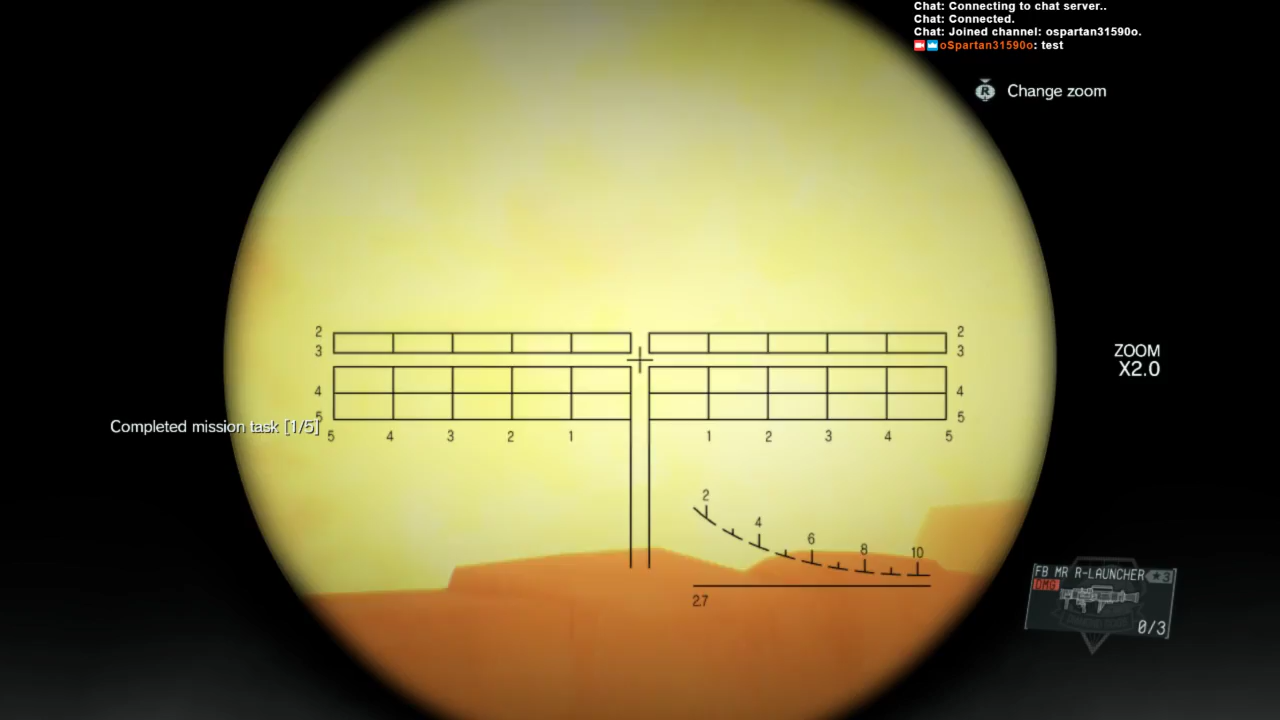 Chat: Connecting to chat server..
Chat: Connected.
Chat: Joined channel: ospartan31590o.
oSpartan31590o: test
R Change zoom
2 2
3 3
ZOOM
X2.0
4 4
5 5
Completed mission task [1/5]
5 4 3 2 1 1 2 3 4 5
2
4
6
8
10
2.7
FB MR R-LAUNCHER ★3
DMG
0/3